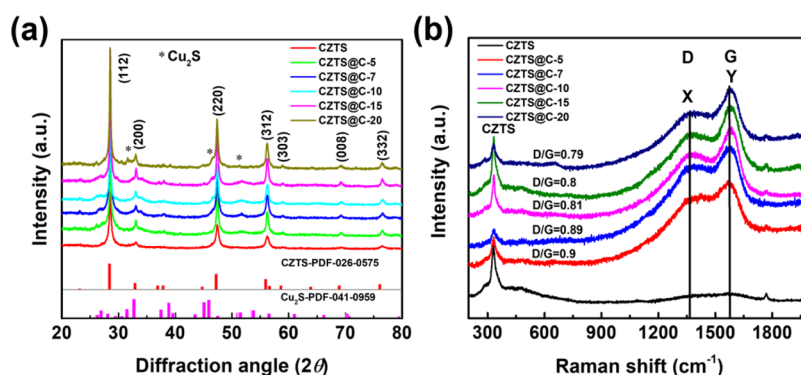 (a)
* Cu₂S
CZTS
CZTS@C-5
CZTS@C-7
CZTS@C-10
CZTS@C-15
CZTS@C-20
(112)
(200)
*
*
(220)
*
(312)
(303)
(008)
(332)
CZTS-PDF-026-0575
Cu₂S-PDF-041-0959
20
30
40
50
60
70
80
Diffraction angle (2θ)
Intensity (a.u.)
(b)
CZTS
CZTS@C-5
CZTS@C-7
CZTS@C-10
CZTS@C-15
CZTS@C-20
D
G
X
Y
CZTS
D/G=0.79
D/G=0.8
D/G=0.81
D/G=0.89
D/G=0.9
300
600
900
1200
1500
1800
Raman shift (cm⁻¹)
Intensity (a.u.)